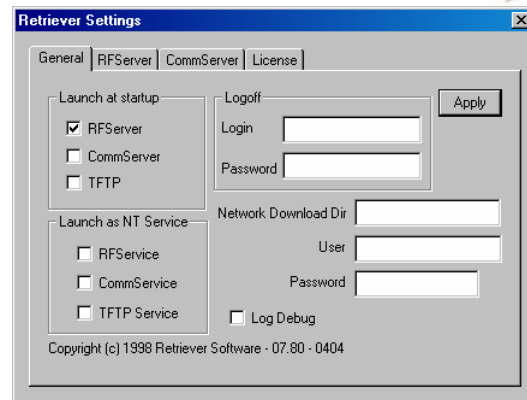 Retriever Settings
General RFServer CommServer License
Launch at startup
RFServer
CommServer
TFTP
Launch as NT Service
RFService
CommService
TFTP Service
Logoff
Login
Password
Apply
Network Download Dir
User
Password
Log Debug
Copyright (c) 1998 Retriever Software - 07.80 - 0404